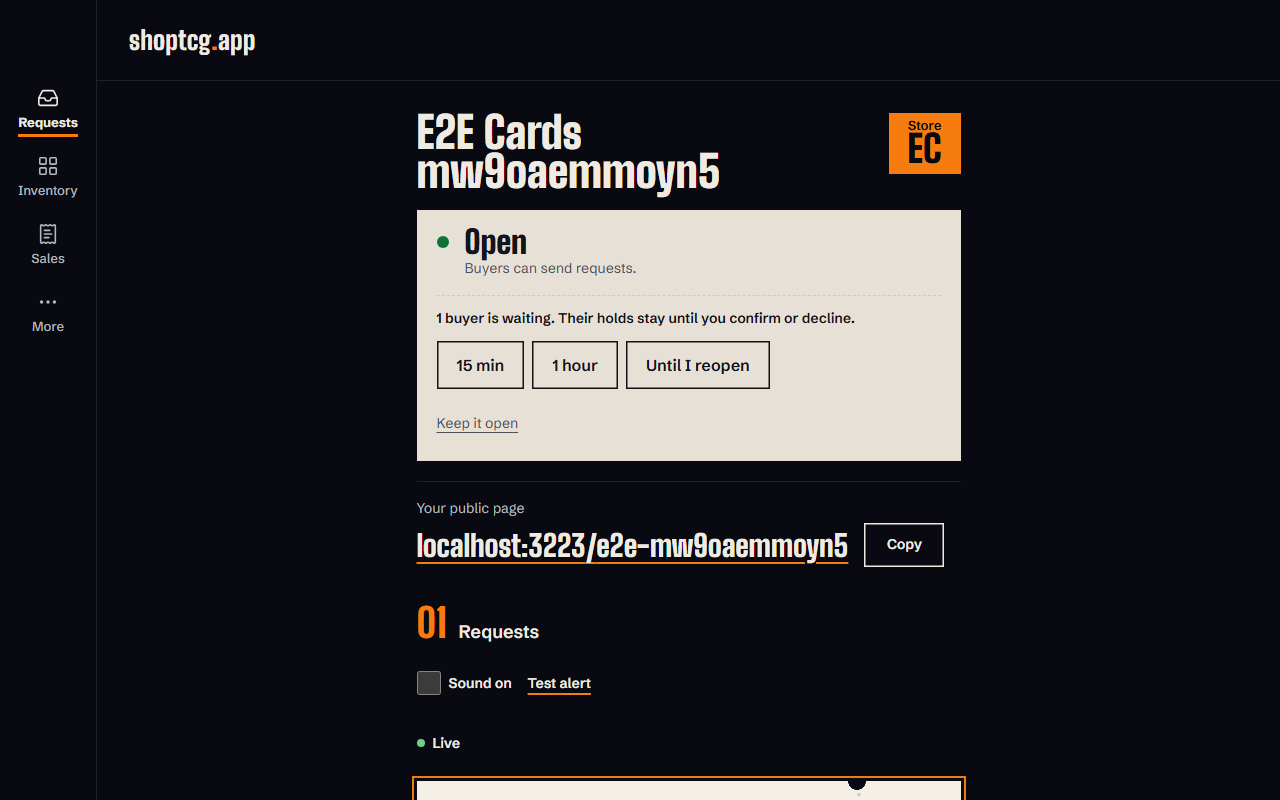 shoptcg.app
Requests
Inventory
Sales
More
E2E Cards
mw9oaemmoyn5
Store
EC
Open
Buyers can send requests.
1 buyer is waiting. Their holds stay until you confirm or decline.
15 min
1 hour
Until I reopen
Keep it open
Your public page
localhost:3223/e2e-mw9oaemmoyn5
Copy
01 Requests
Sound on
Test alert
Live